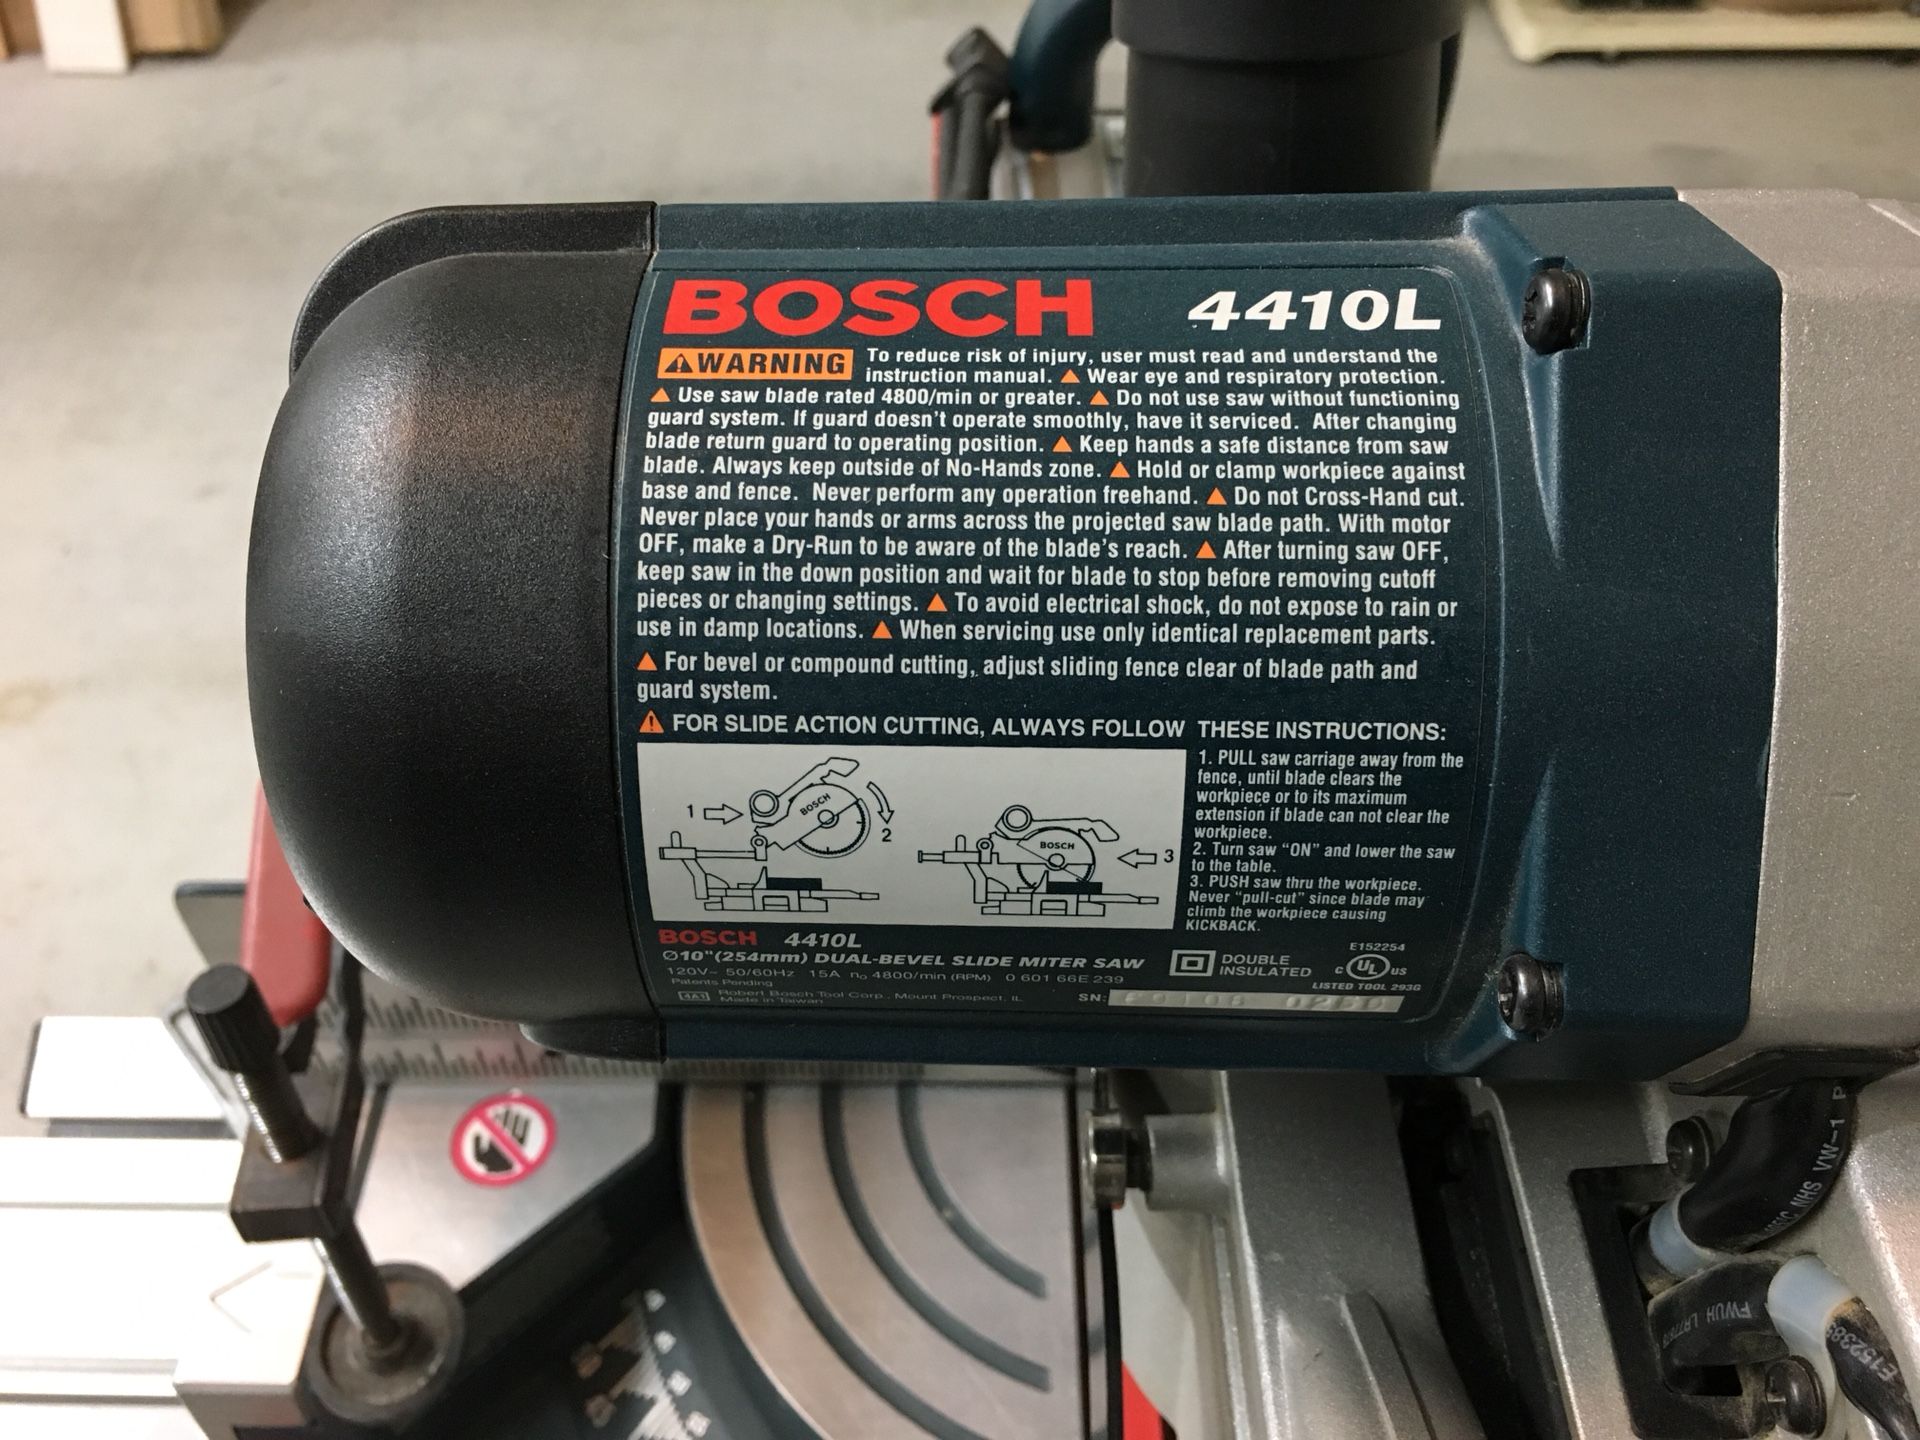 BOSCH 4410L
WARNING To reduce risk of injury, user must read and understand the
instruction manual. Wear eye and respiratory protection.
Use saw blade rated 4800/min or greater. Do not use saw without functioning
guard system. If guard doesn't operate smoothly, have it serviced. After changing
blade return guard to operating position. Keep hands a safe distance from saw
blade. Always keep outside of No-Hands zone. Hold or clamp workpiece against
base and fence. Never perform any operation freehand. Do not Cross-Hand cut.
Never place your hands or arms across the projected saw blade path. With motor
OFF, make a Dry-Run to be aware of the blade's reach. After turning saw OFF,
keep saw in the down position and wait for blade to stop before removing cutoff
pieces or changing settings. To avoid electrical shock, do not expose to rain or
use in damp locations. When servicing use only identical replacement parts.
For bevel or compound cutting, adjust sliding fence clear of blade path and
guard system.
FOR SLIDE ACTION CUTTING, ALWAYS FOLLOW THESE INSTRUCTIONS:
1 BOSCH 2
BOSCH 3
1. PULL saw carriage away from the
fence, until blade clears the
workpiece or to its maximum
extension if blade can not clear the
workpiece.
2. Turn saw "ON" and lower the saw
to the table.
3. PUSH saw thru the workpiece.
Never "pull-cut" since blade may
climb the workpiece causing
KICKBACK.
BOSCH 4410L
Ø10"(254mm) DUAL-BEVEL SLIDE MITER SAW
120V~ 50/60Hz 15A n₀ 4800/min (RPM) 0 601 66E 239
Patents Pending
4A1 Robert Bosch Tool Corp., Mount Prospect, IL
Made in Taiwan
DOUBLE
INSULATED
E152254
C UL US
LISTED TOOL 293G
SN:
VW-1 P
NHS
FWUH
E152385